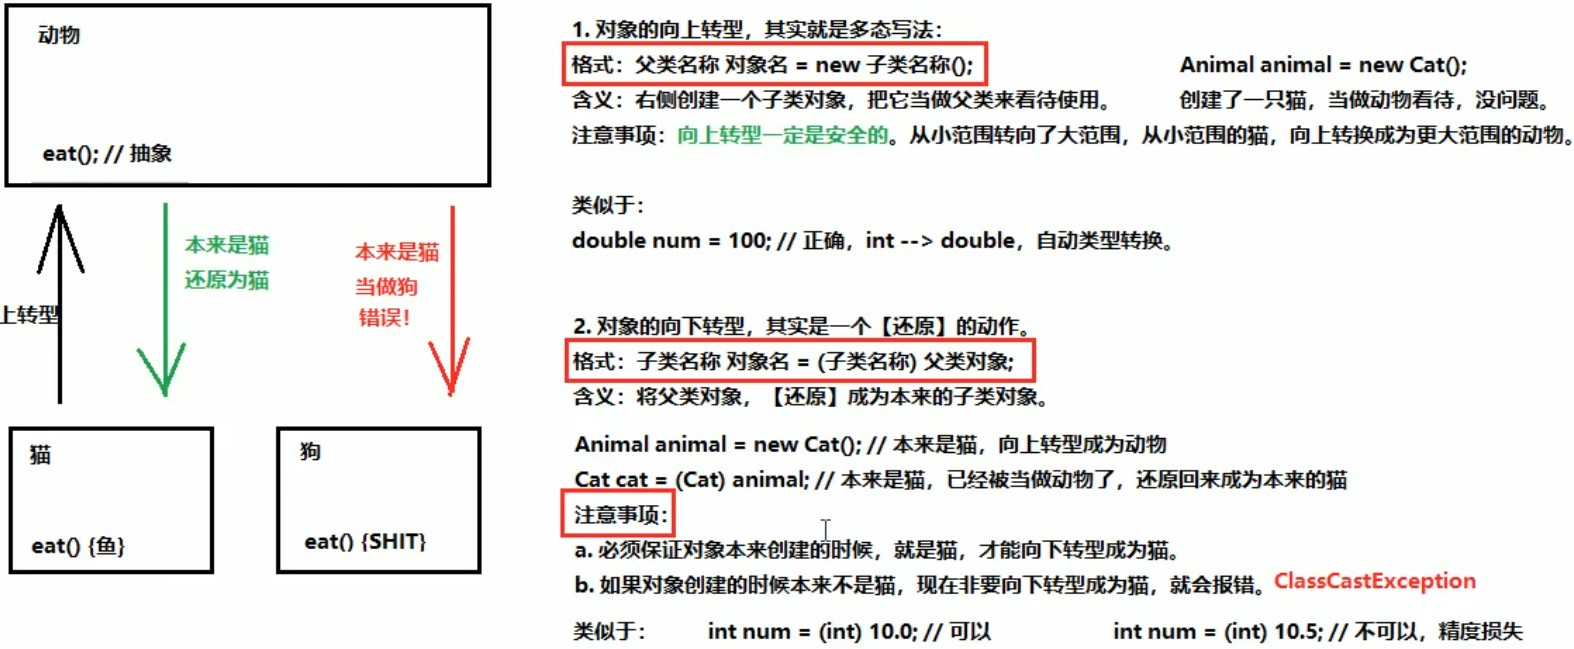 动物
eat(); // 抽象
上转型
本来是猫
还原为猫
本来是猫
当做狗
错误！
猫
eat() {鱼}
狗
eat() {SHIT}
1. 对象的向上转型，其实就是多态写法：
格式：父类名称 对象名 = new 子类名称(); Animal animal = new Cat();
含义：右侧创建一个子类对象，把它当做父类来看待使用。 创建了一只猫，当做动物看待，没问题。
注意事项：向上转型一定是安全的。从小范围转向了大范围，从小范围的猫，向上转换成为更大范围的动物。
类似于：
double num = 100; // 正确，int --> double，自动类型转换。
2. 对象的向下转型，其实是一个【还原】的动作。
格式：子类名称 对象名 = (子类名称) 父类对象;
含义：将父类对象，【还原】成为本来的子类对象。
Animal animal = new Cat(); // 本来是猫，向上转型成为动物
Cat cat = (Cat) animal; // 本来是猫，已经被当做动物了，还原回来成为本来的猫
注意事项：
a. 必须保证对象本来创建的时候，就是猫，才能向下转型成为猫。
b. 如果对象创建的时候本来不是猫，现在非要向下转型成为猫，就会报错。ClassCastException
类似于： int num = (int) 10.0; // 可以 int num = (int) 10.5; // 不可以，精度损失